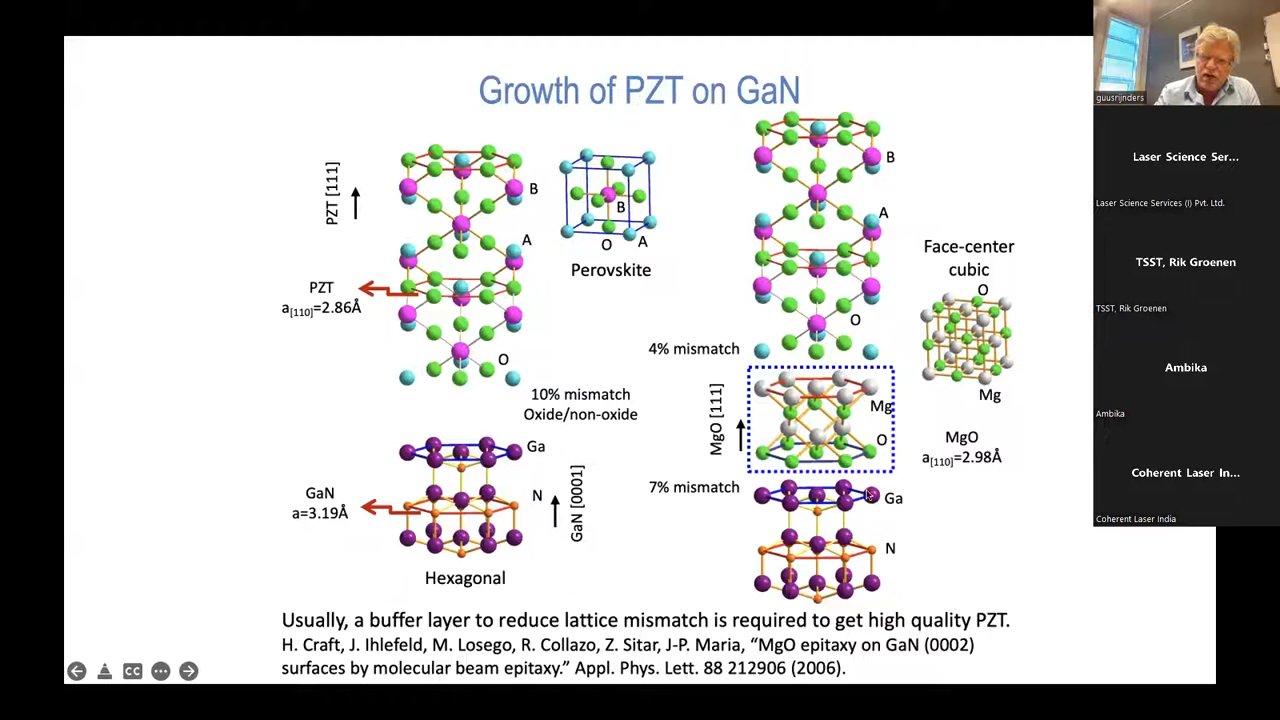 Growth of PZT on GaN
PZT [111]
B
A
PZT
a[110]=2.86Å
O
B
O
A
Perovskite
10% mismatch
Oxide/non-oxide
Ga
N
GaN
a=3.19Å
GaN [0001]
Hexagonal
B
A
O
4% mismatch
MgO [111]
Mg
O
7% mismatch
Ga
N
Face-center
cubic
O
Mg
MgO
a[110]=2.98Å
Usually, a buffer layer to reduce lattice mismatch is required to get high quality PZT.
H. Craft, J. Ihlefeld, M. Losego, R. Collazo, Z. Sitar, J-P. Maria, “MgO epitaxy on GaN (0002)
surfaces by molecular beam epitaxy.” Appl. Phys. Lett. 88 212906 (2006).
CC
guusrijnders
Laser Science Ser...
Laser Science Services (I) Pvt. Ltd.
TSST, Rik Groenen
TSST, Rik Groenen
Ambika
Ambika
Coherent Laser In...
Coherent Laser India